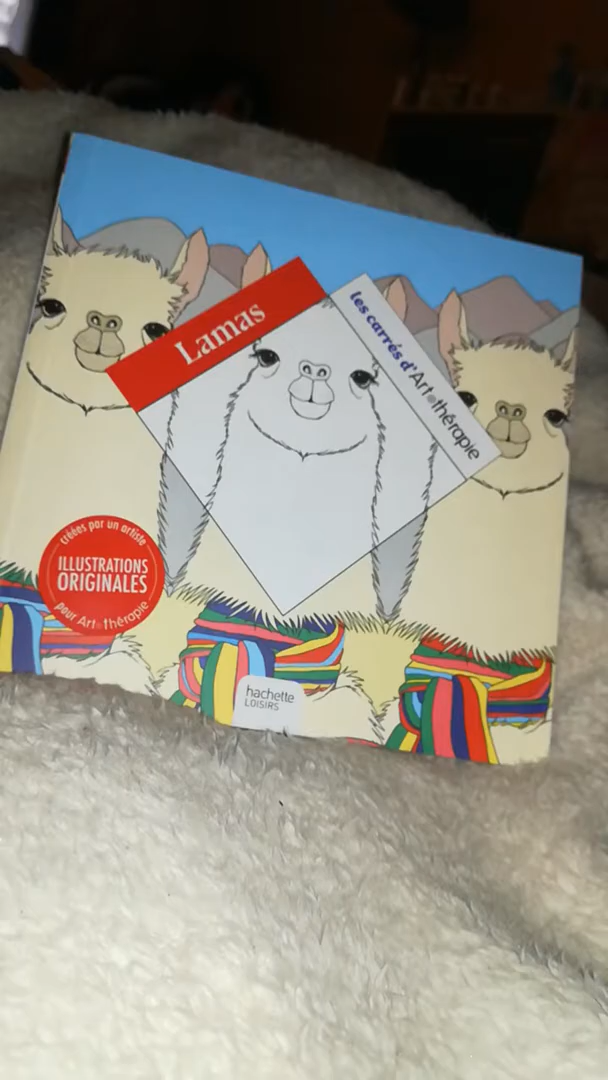 Lamas
les carrés d'Art-thérapie
créées par un artiste
ILLUSTRATIONS
ORIGINALES
pour Art-thérapie
hachette
LOISIRS